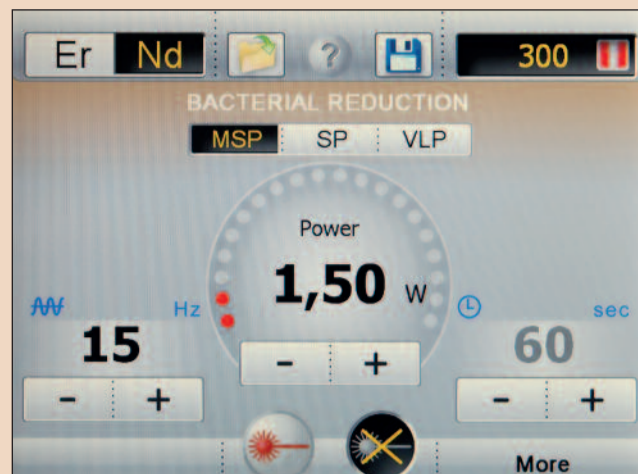 Er Nd ? 300
BACTERIAL REDUCTION
MSP SP VLP
Power
1,50 W
Hz
sec
15
60
- +
- +
- +
More